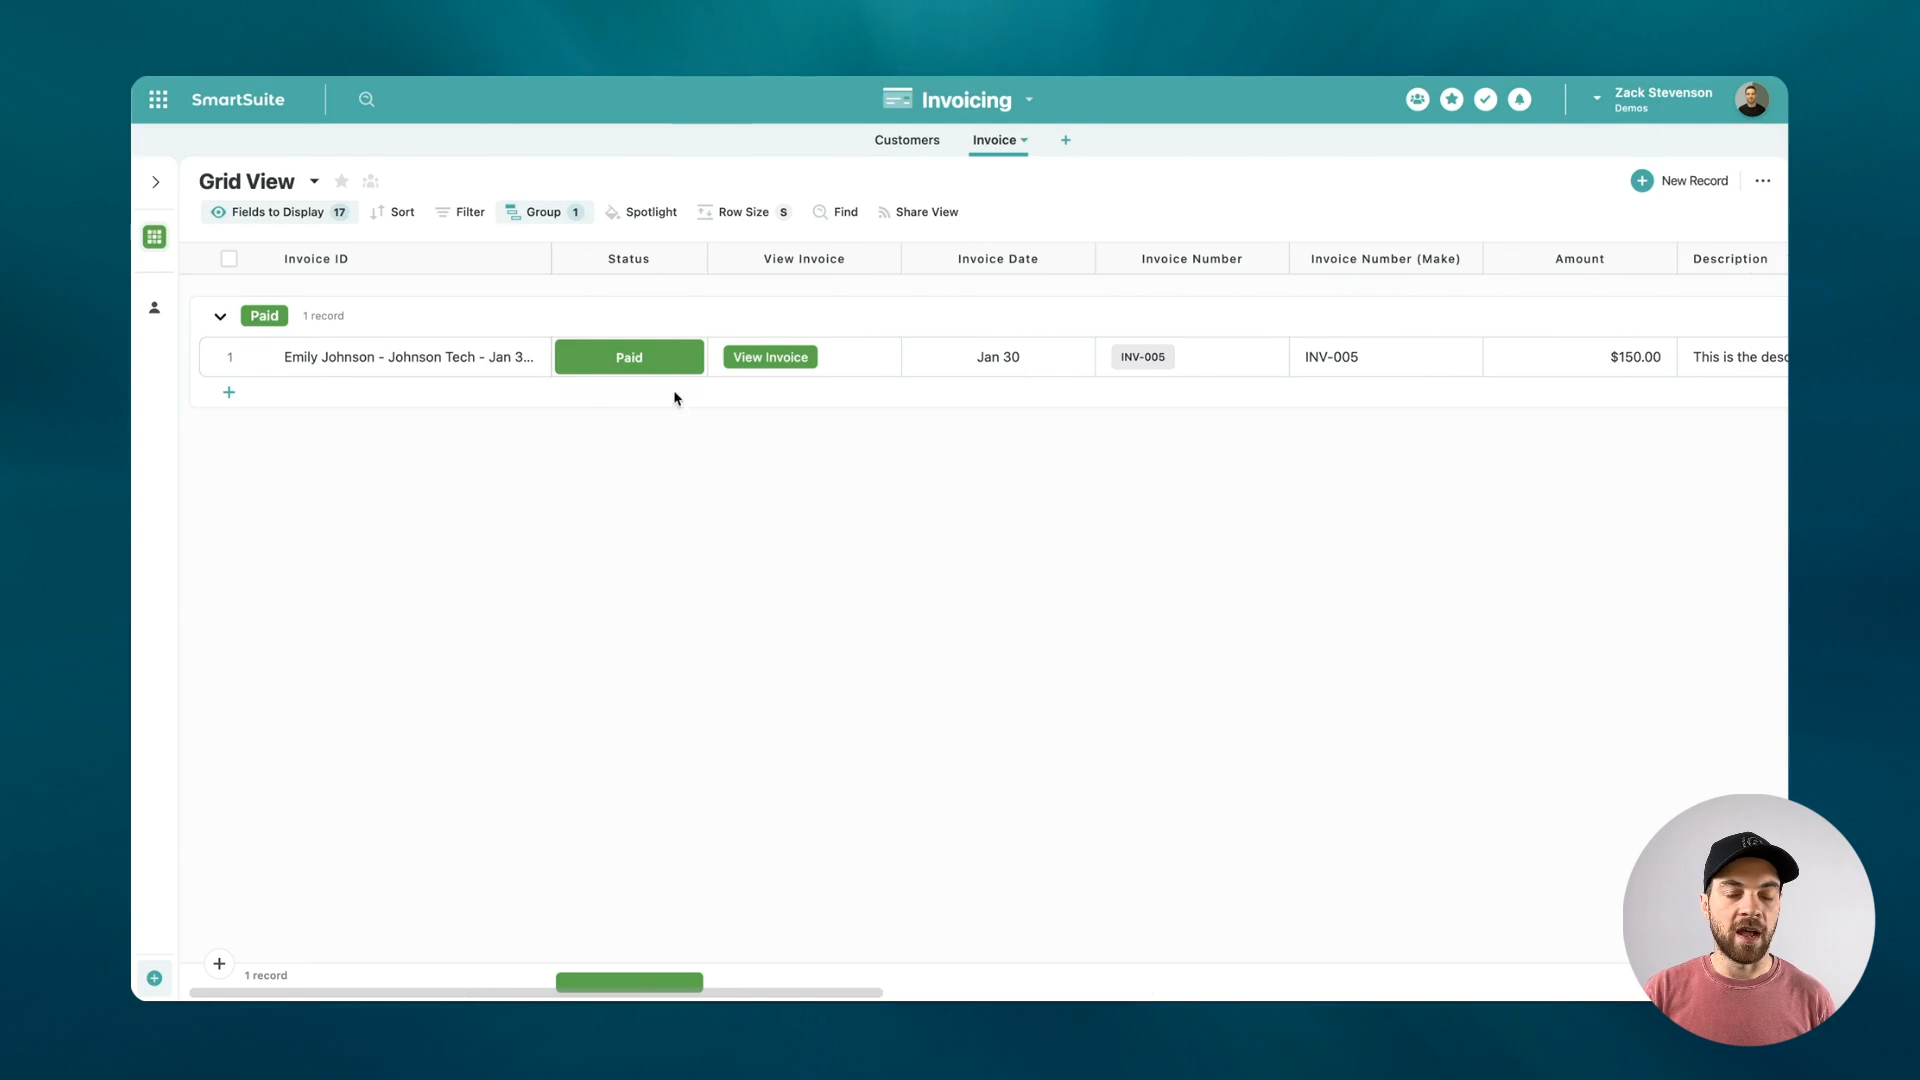 SmartSuite
Invoicing
Zack Stevenson
Demos
Customers
Invoice
Grid View
New Record
Fields to Display 17
Sort
Filter
Group 1
Spotlight
Row Size S
Find
Share View
Invoice ID
Status
View Invoice
Invoice Date
Invoice Number
Invoice Number (Make)
Amount
Description
Paid
1 record
1
Emily Johnson - Johnson Tech - Jan 3...
Paid
View Invoice
Jan 30
INV-005
INV-005
$150.00
This is the desc
1 record